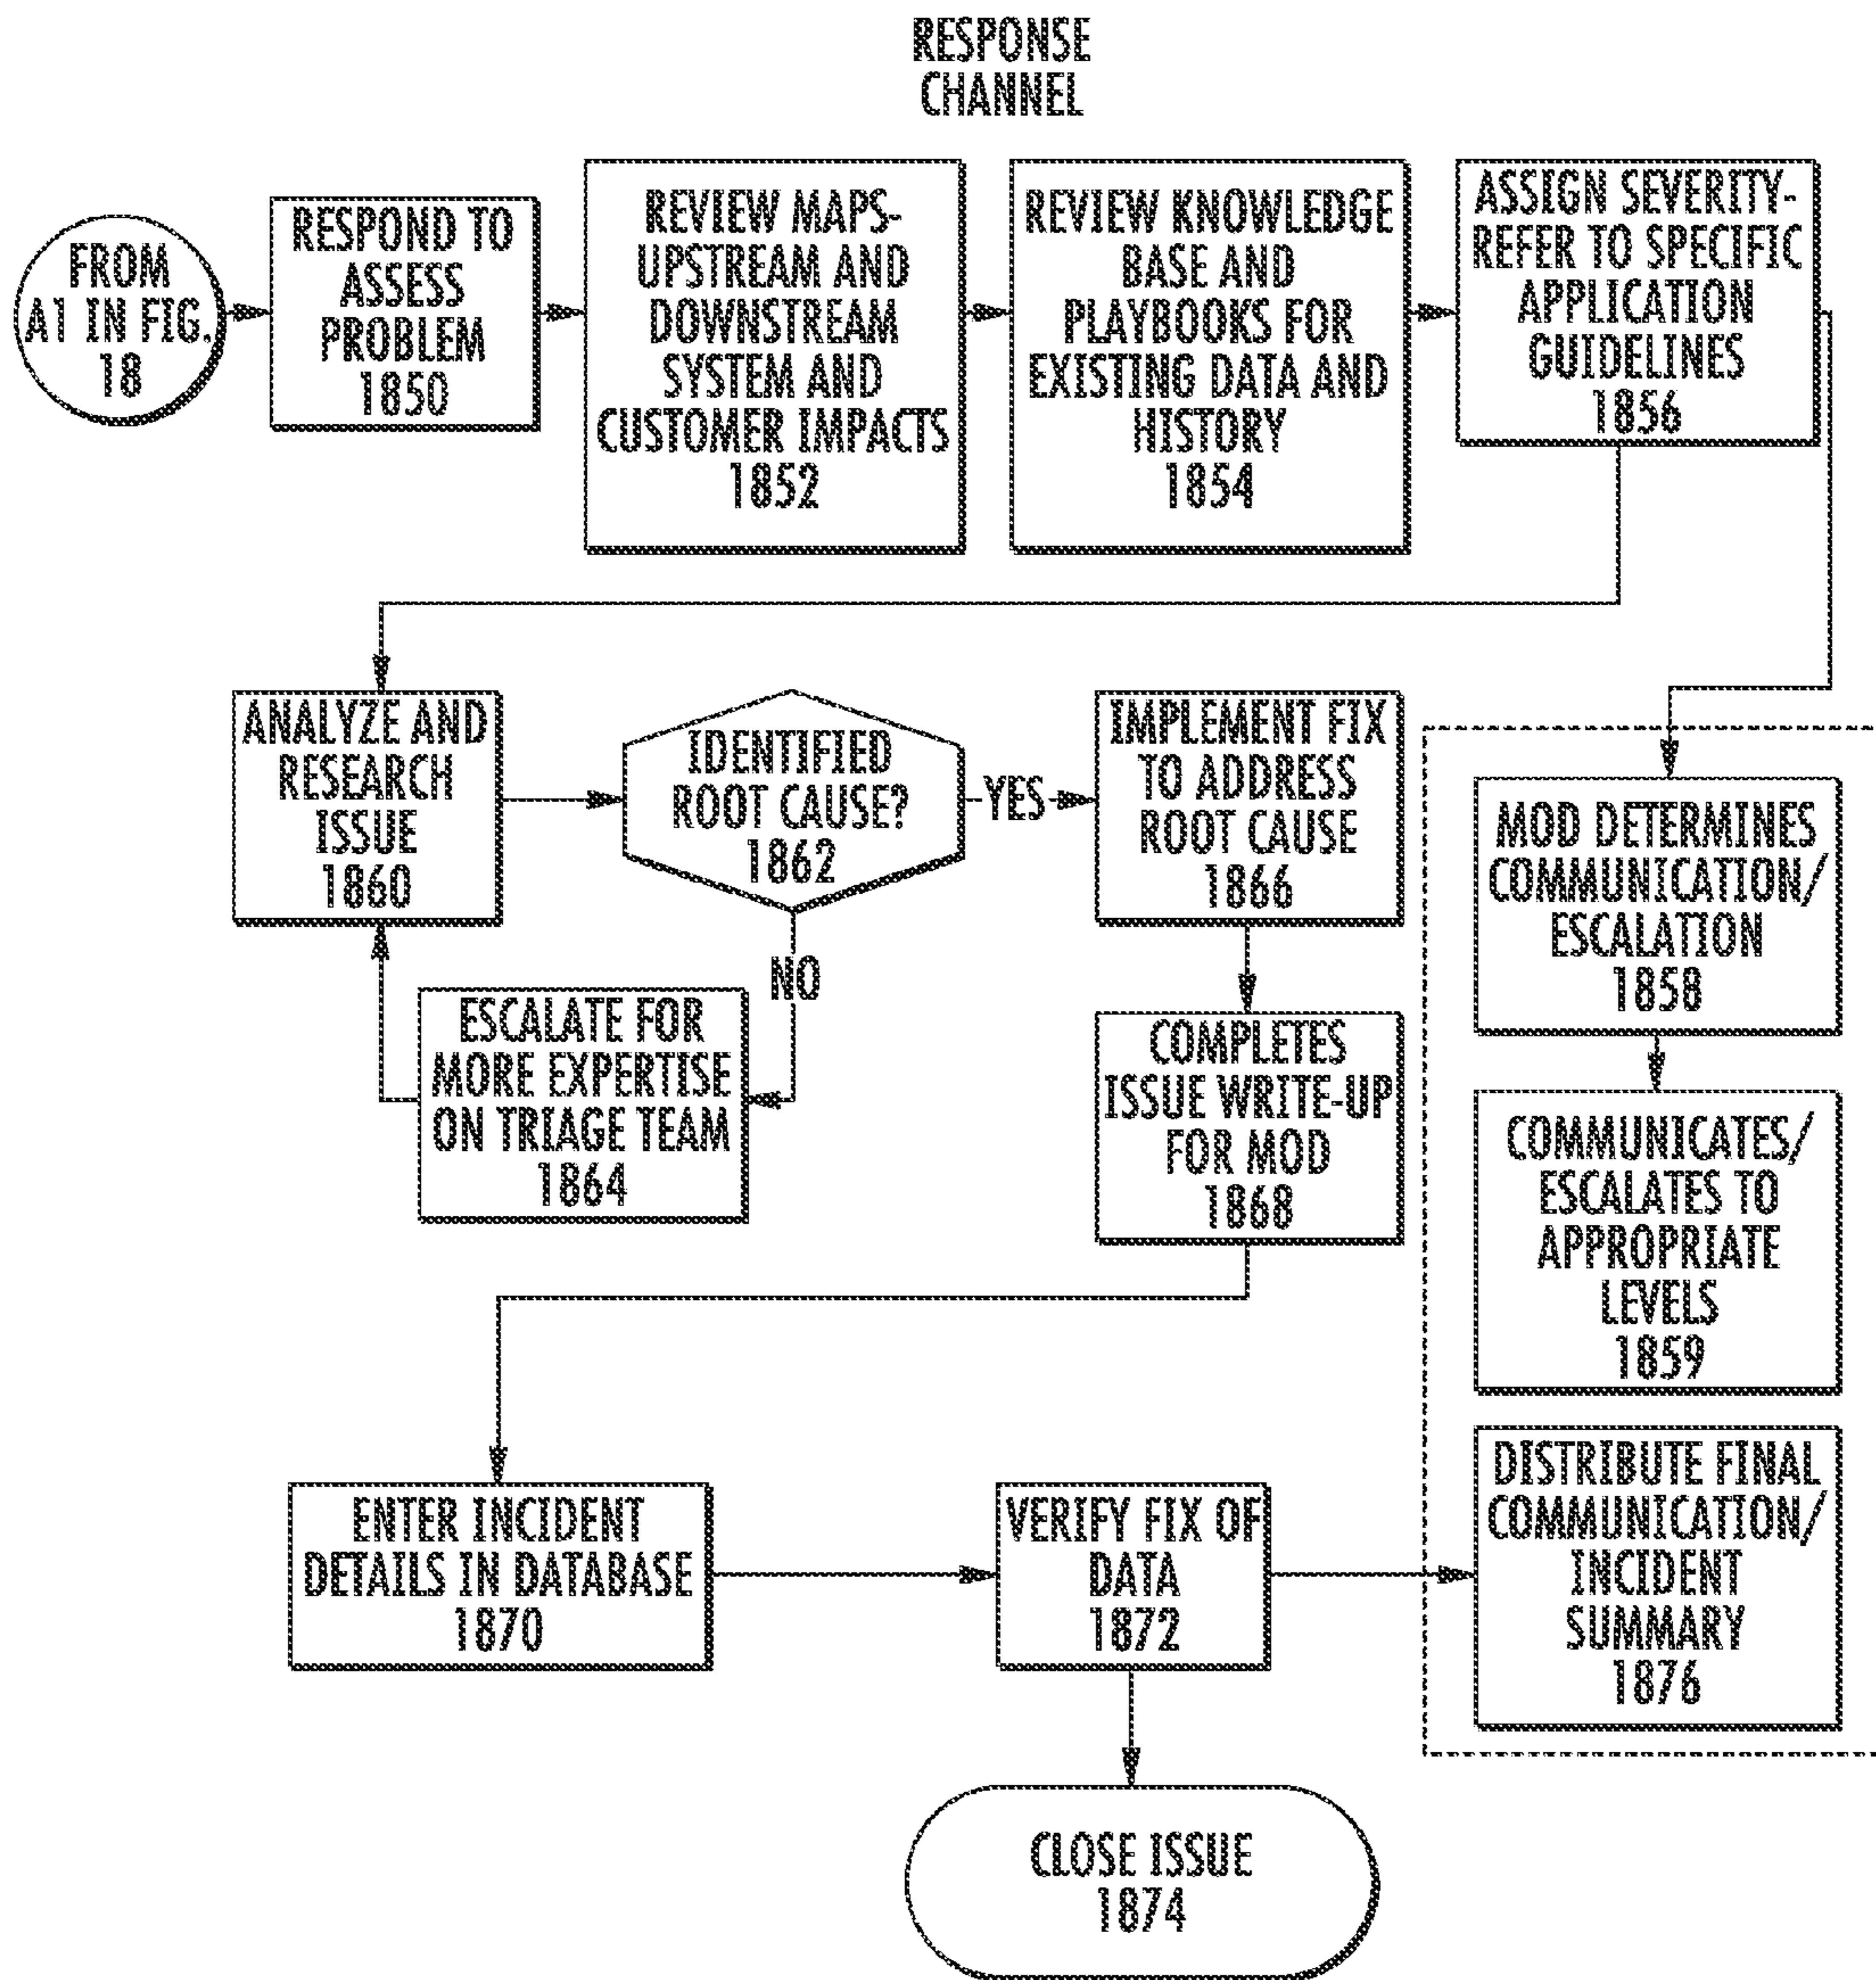 RESPONSE
CHANNEL
FROM
A1 IN FIG.
18
RESPOND TO
ASSESS
PROBLEM
1850
REVIEW MAPS-
UPSTREAM AND
DOWNSTREAM
SYSTEM AND
CUSTOMER IMPACTS
1852
REVIEW KNOWLEDGE
BASE AND
PLAYBOOKS FOR
EXISTING DATA AND
HISTORY
1854
ASSIGN SEVERITY-
REFER TO SPECIFIC
APPLICATION
GUIDELINES
1856
ANALYZE AND
RESEARCH
ISSUE
1860
IDENTIFIED
ROOT CAUSE?
1862
YES
NO
ESCALATE FOR
MORE EXPERTISE
ON TRIAGE TEAM
1864
IMPLEMENT FIX
TO ADDRESS
ROOT CAUSE
1866
COMPLETES
ISSUE WRITE-UP
FOR MOD
1868
MOD DETERMINES
COMMUNICATION/
ESCALATION
1858
COMMUNICATES/
ESCALATES TO
APPROPRIATE
LEVELS
1859
ENTER INCIDENT
DETAILS IN DATABASE
1870
VERIFY FIX OF
DATA
1872
DISTRIBUTE FINAL
COMMUNICATION/
INCIDENT
SUMMARY
1876
CLOSE ISSUE
1874